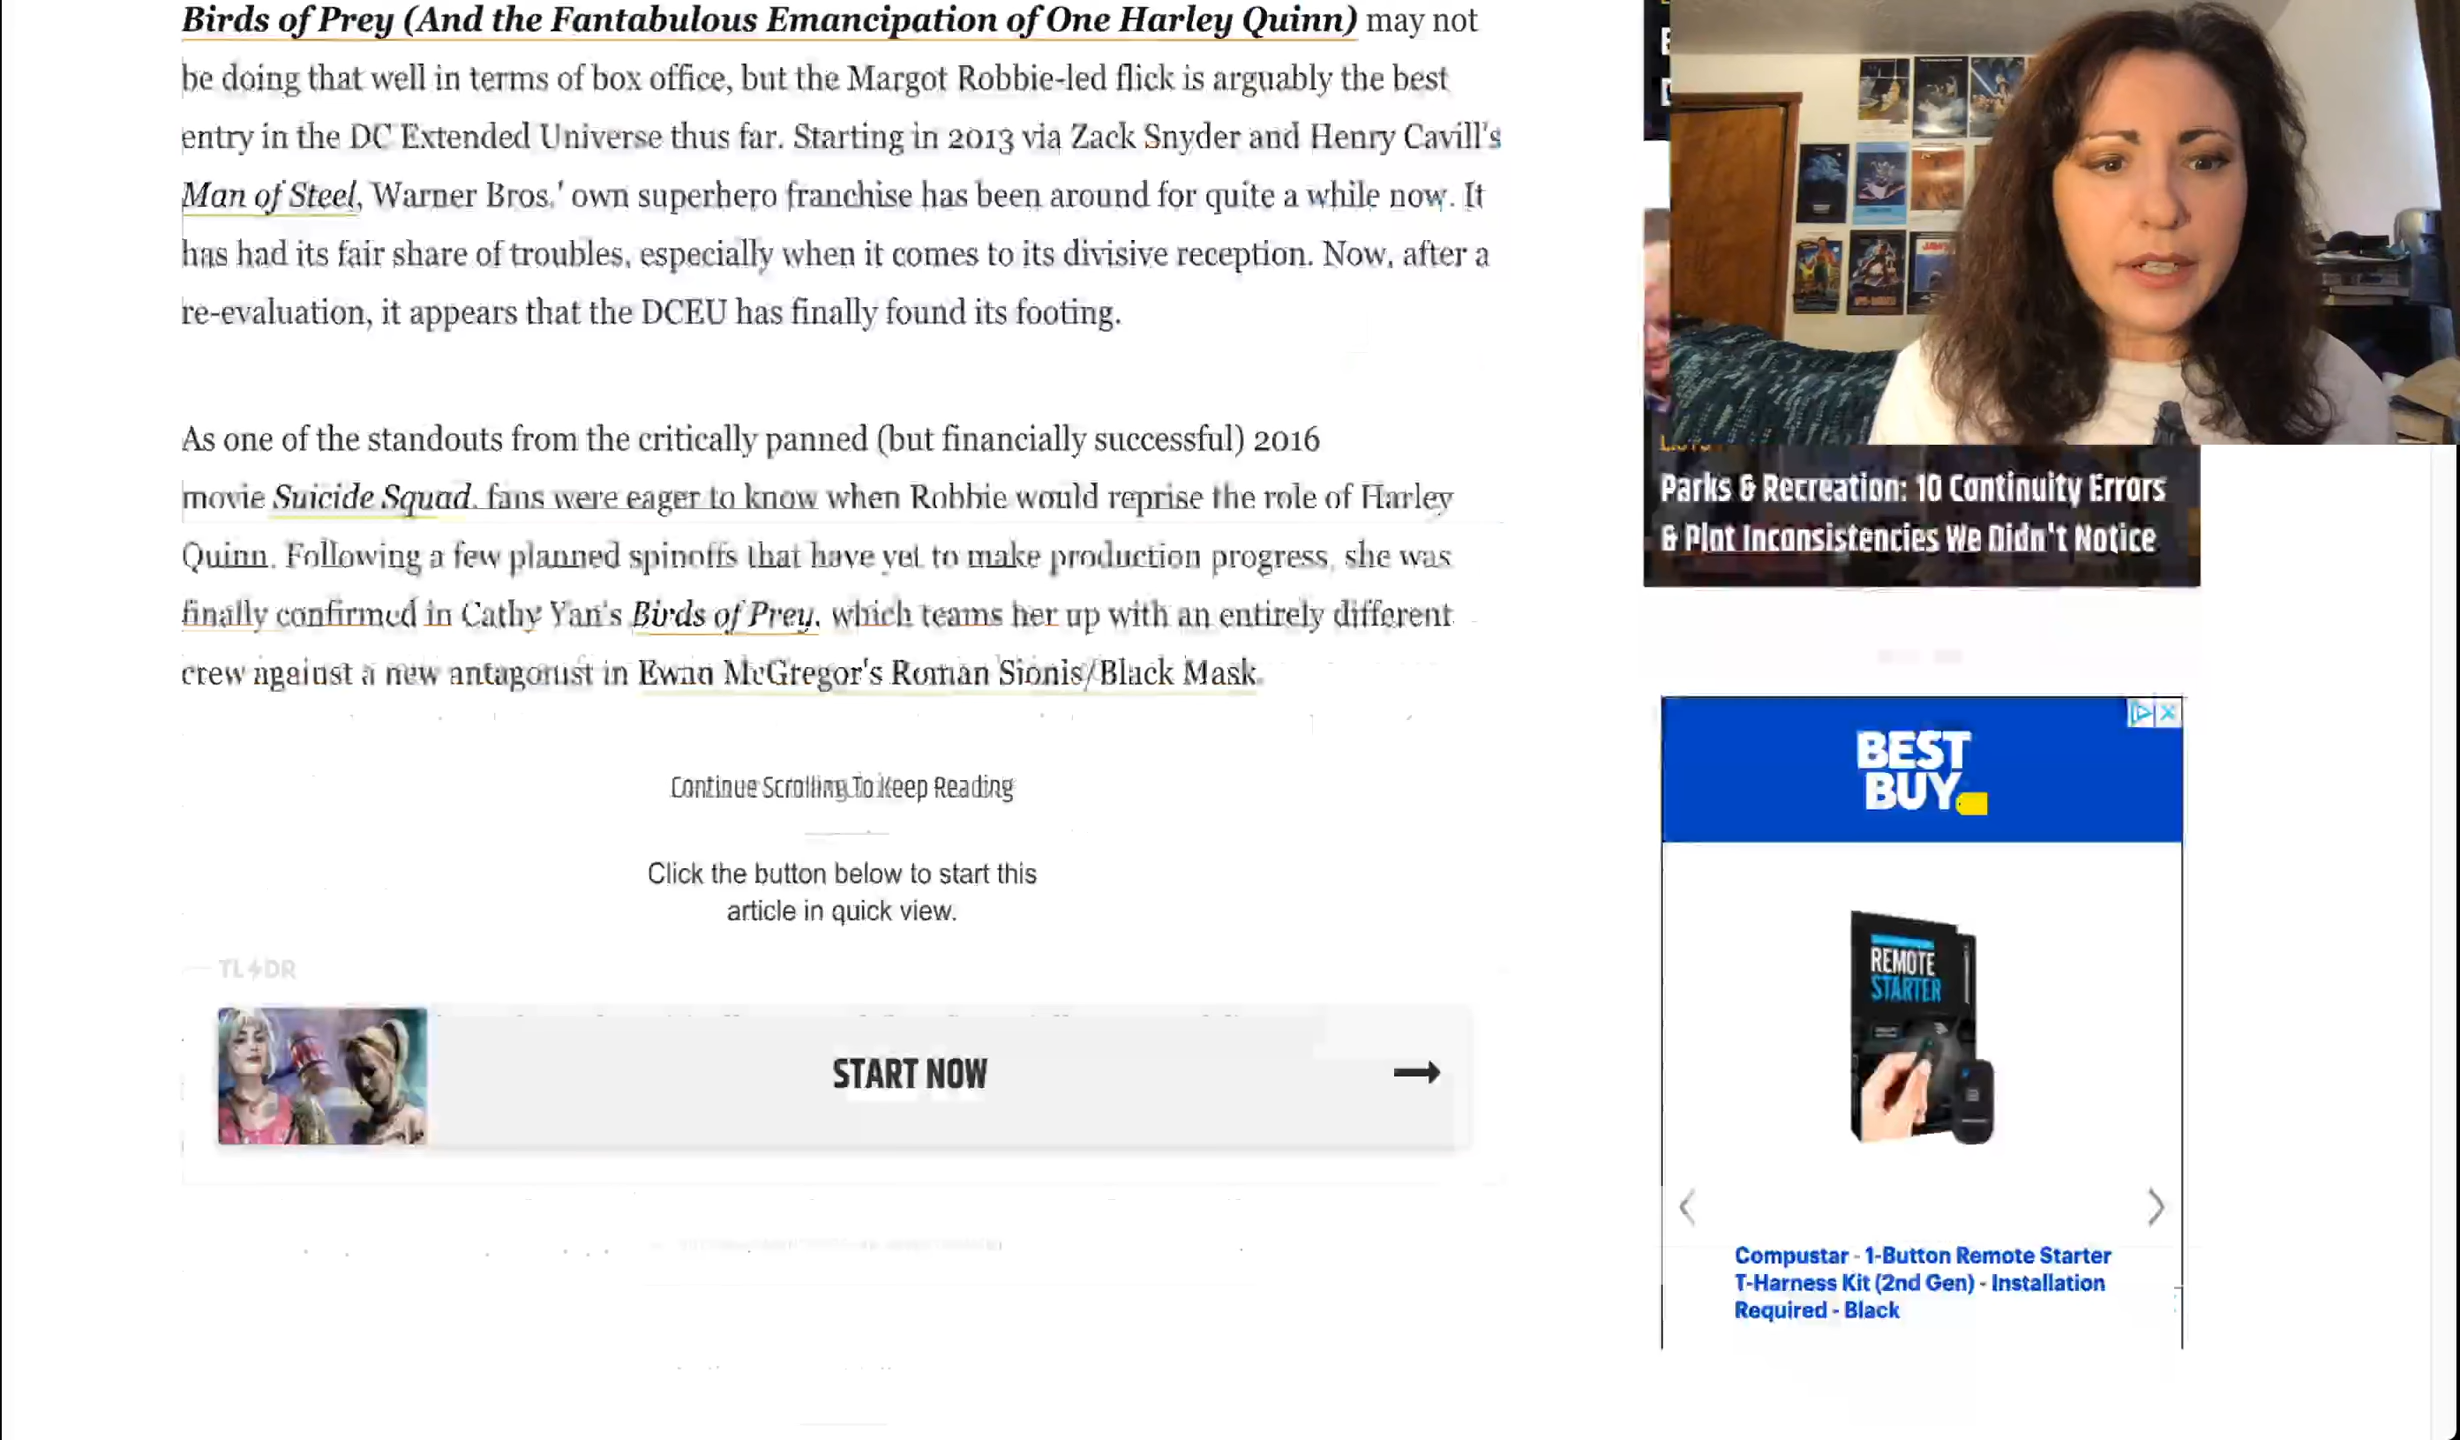 Birds of Prey (And the Fantabulous Emancipation of One Harley Quinn) may not
be doing that well in terms of box office, but the Margot Robbie-led flick is arguably the best
entry in the DC Extended Universe thus far. Starting in 2013 via Zack Snyder and Henry Cavill's
Man of Steel, Warner Bros.' own superhero franchise has been around for quite a while now. It
has had its fair share of troubles, especially when it comes to its divisive reception. Now, after a
re-evaluation, it appears that the DCEU has finally found its footing.
As one of the standouts from the critically panned (but financially successful) 2016
movie Suicide Squad, fans were eager to know when Robbie would reprise the role of Harley
Quinn. Following a few planned spinoffs that have yet to make production progress, she was
finally confirmed in Cathy Yan's Birds of Prey, which teams her up with an entirely different
crew against a new antagonist in Ewan McGregor's Roman Sionis/Black Mask.
Continue Scrolling To Keep Reading
Click the button below to start this
article in quick view.
TL DR
START NOW
Parks & Recreation: 10 Continuity Errors
& Plot Inconsistencies We Didn't Notice
BEST
BUY
REMOTE
STARTER
Compustar - 1-Button Remote Starter
T-Harness Kit (2nd Gen) - Installation
Required - Black